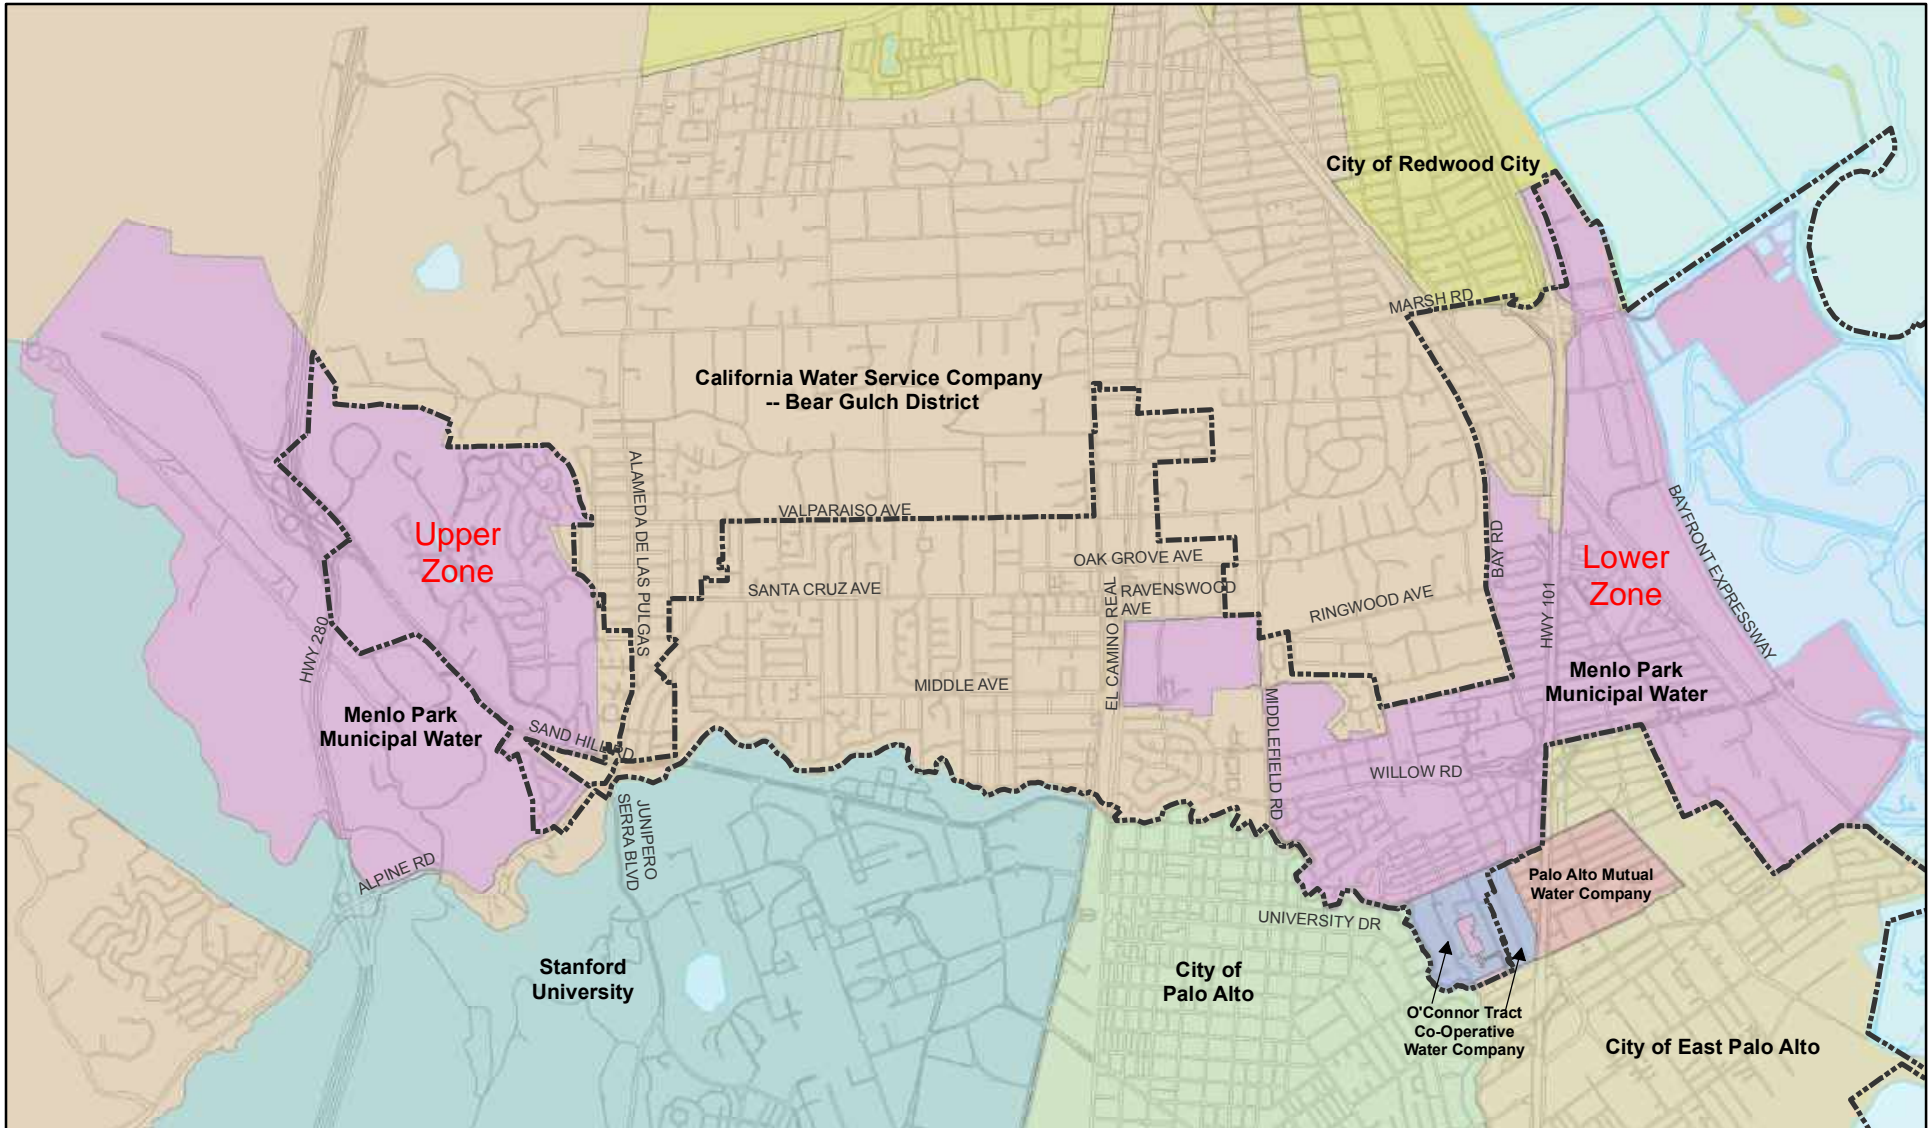 City of Redwood City
MARSH RD
California Water Service Company
-- Bear Gulch District
ALAMEDA DE LAS PULGAS
VALPARAISO AVE
Upper
Zone
BAYFRONT EXPRESSWAY
BAY RD
Lower
Zone
OAK GROVE AVE
SANTA CRUZ AVE
RAVENSWOOD
AVE
RINGWOOD AVE
EL CAMINO REAL
HWY 101
HWY 280
MIDDLE AVE
Menlo Park
Municipal Water
Menlo Park
Municipal Water
SAND HILL RD
MIDDLEFIELD RD
WILLOW RD
JUNIPERO
SERRA BLVD
ALPINE RD
Palo Alto Mutual
Water Company
UNIVERSITY DR
Stanford
University
City of
Palo Alto
O'Connor Tract
Co-Operative
Water Company
City of East Palo Alto